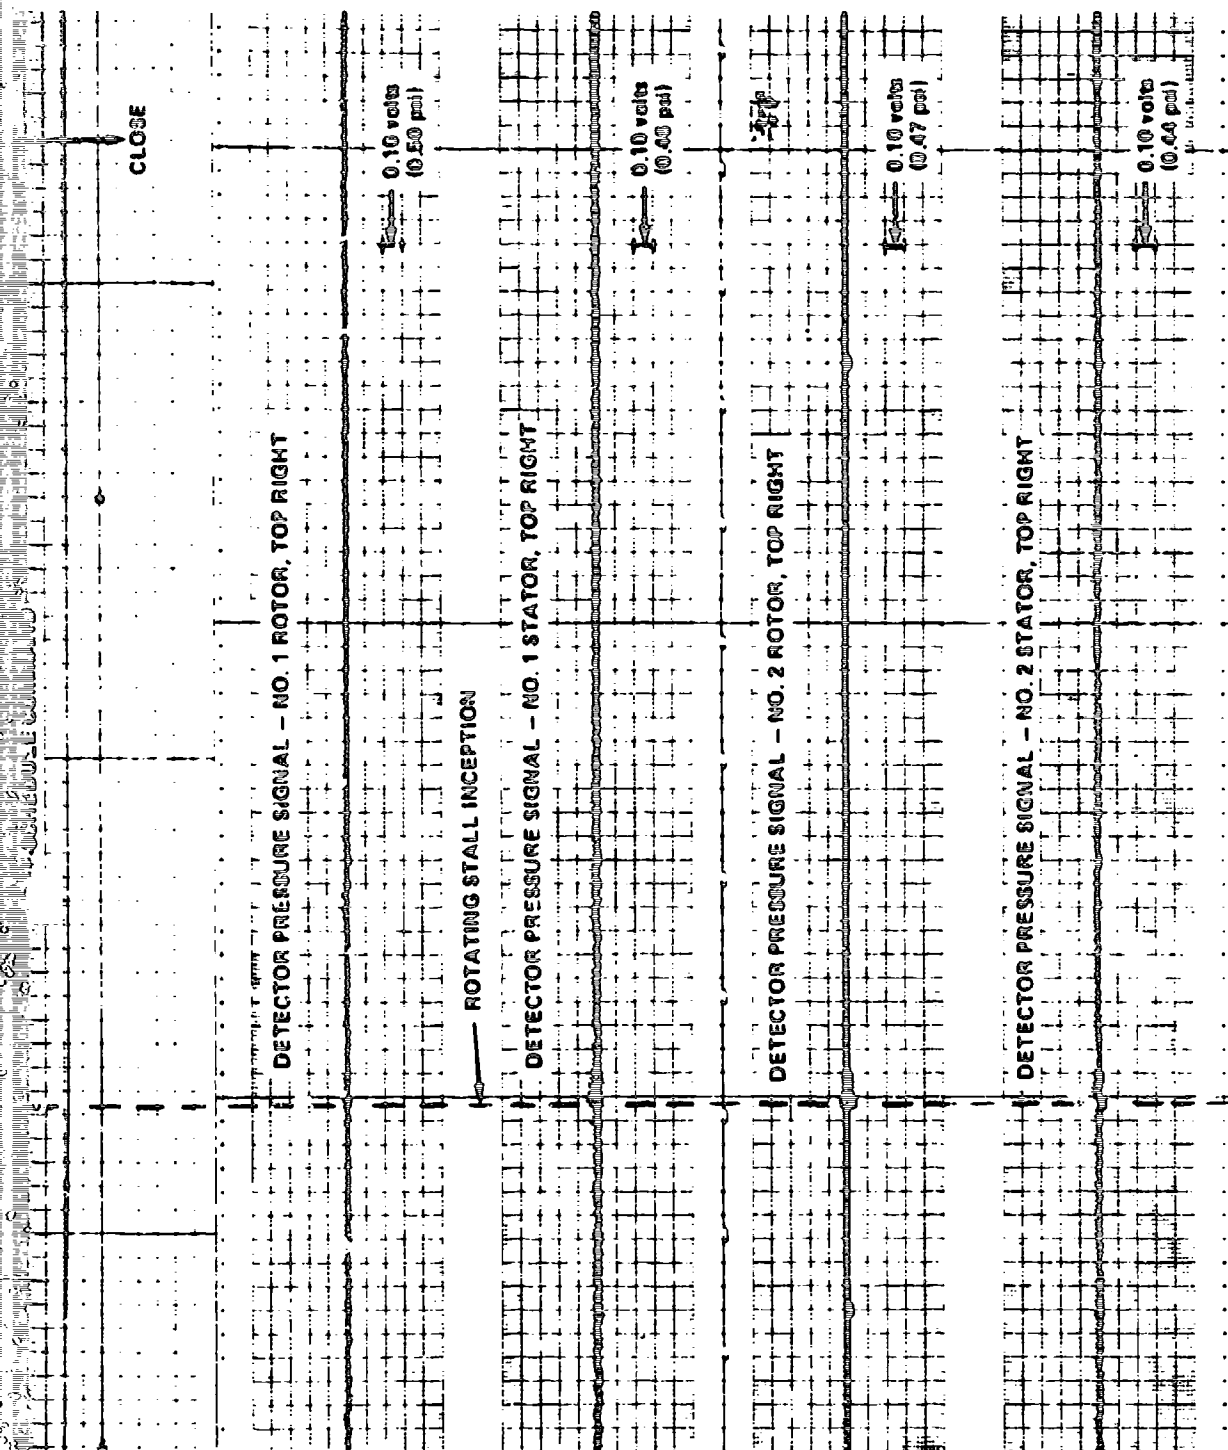 CLOSE
DETECTOR PRESSURE SIGNAL – NO. 1 ROTOR, TOP RIGHT
0.10 volts
(0.50 psi)
ROTATING STALL INCEPTION
DETECTOR PRESSURE SIGNAL – NO. 1 STATOR, TOP RIGHT
0.10 volts
DETECTOR PRESSURE SIGNAL – NO. 2 ROTOR, TOP RIGHT
0.10 volts
(0.47 psi)
DETECTOR PRESSURE SIGNAL – NO. 2 STATOR, TOP RIGHT
0.10 volts
(0.44 psi)